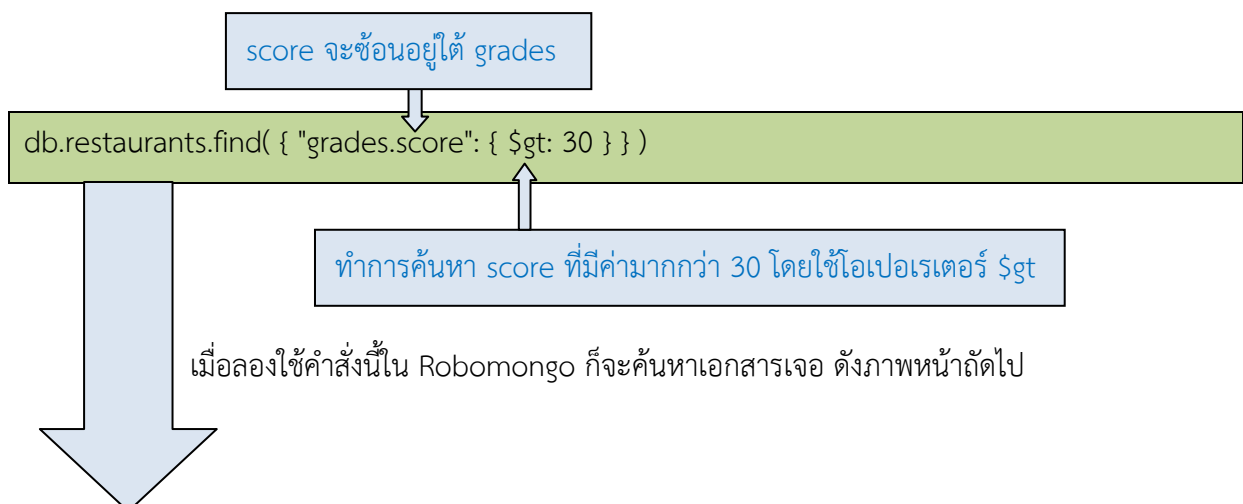 score จะซ้อนอยู่ใต้ grades
db.restaurants.find( { "grades.score": { $gt: 30 } } )
ทำการค้นหา score ที่มีค่ามากกว่า 30 โดยใช้โอเปอเรเตอร์ $gt
เมื่อลองใช้คำสั่งนี้ใน Robomongo ก็จะค้นหาเอกสารเจอ ดังภาพหน้าถัดไป